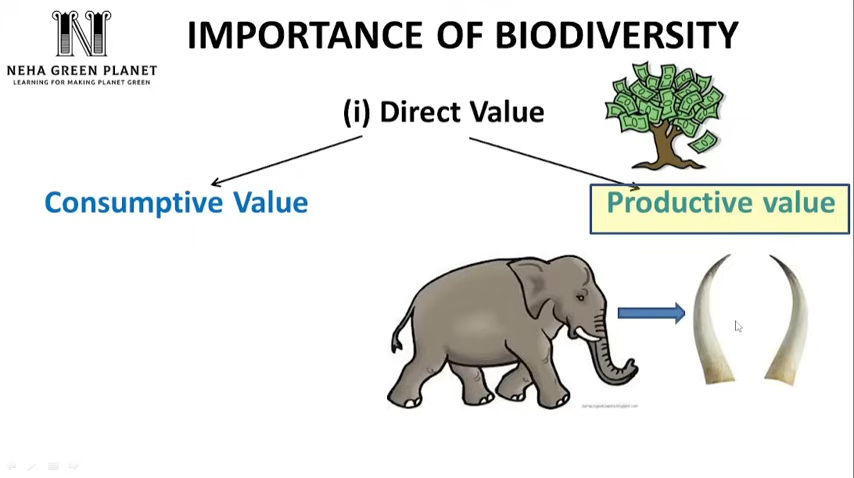 NEHA GREEN PLANET
LEARNING FOR MAKING PLANET GREEN
IMPORTANCE OF BIODIVERSITY
(i) Direct Value
Consumptive Value
Productive value